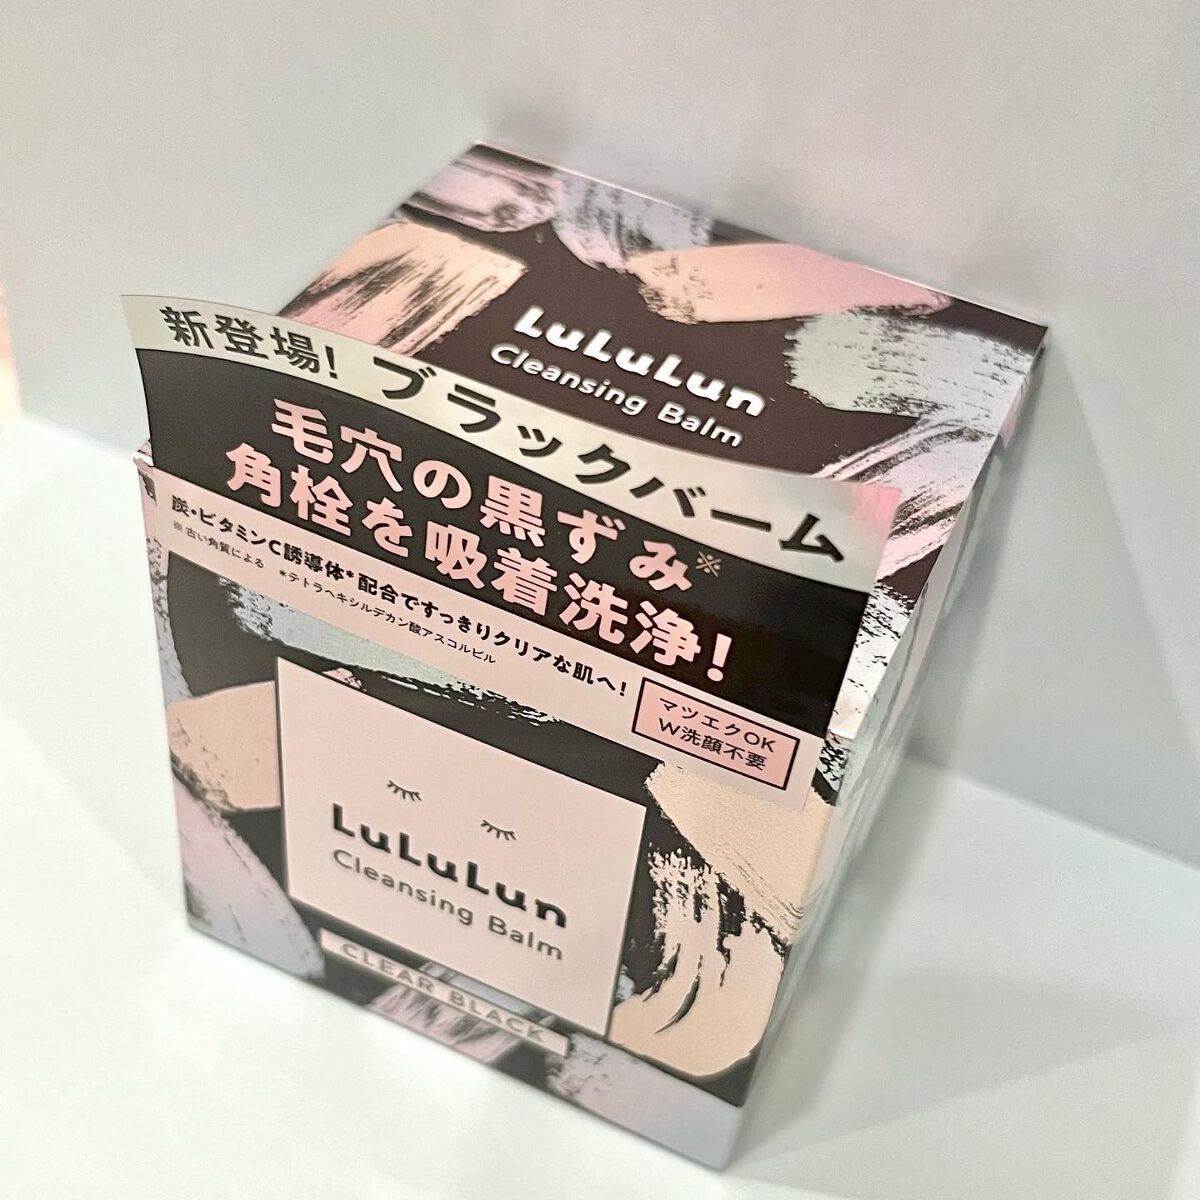 LuLuLun
Cleansing Balm
新登場! ブラックバーム
毛穴の黒ずみ※
角栓を吸着洗浄!
炭・ビタミンC誘導体*配合ですっきりクリアな肌へ!
※古い角質による *テトラヘキシルデカン酸アスコルビル
マツエクOK
W洗顔不要
LuLuLun
Cleansing Balm
CLEAR BLACK